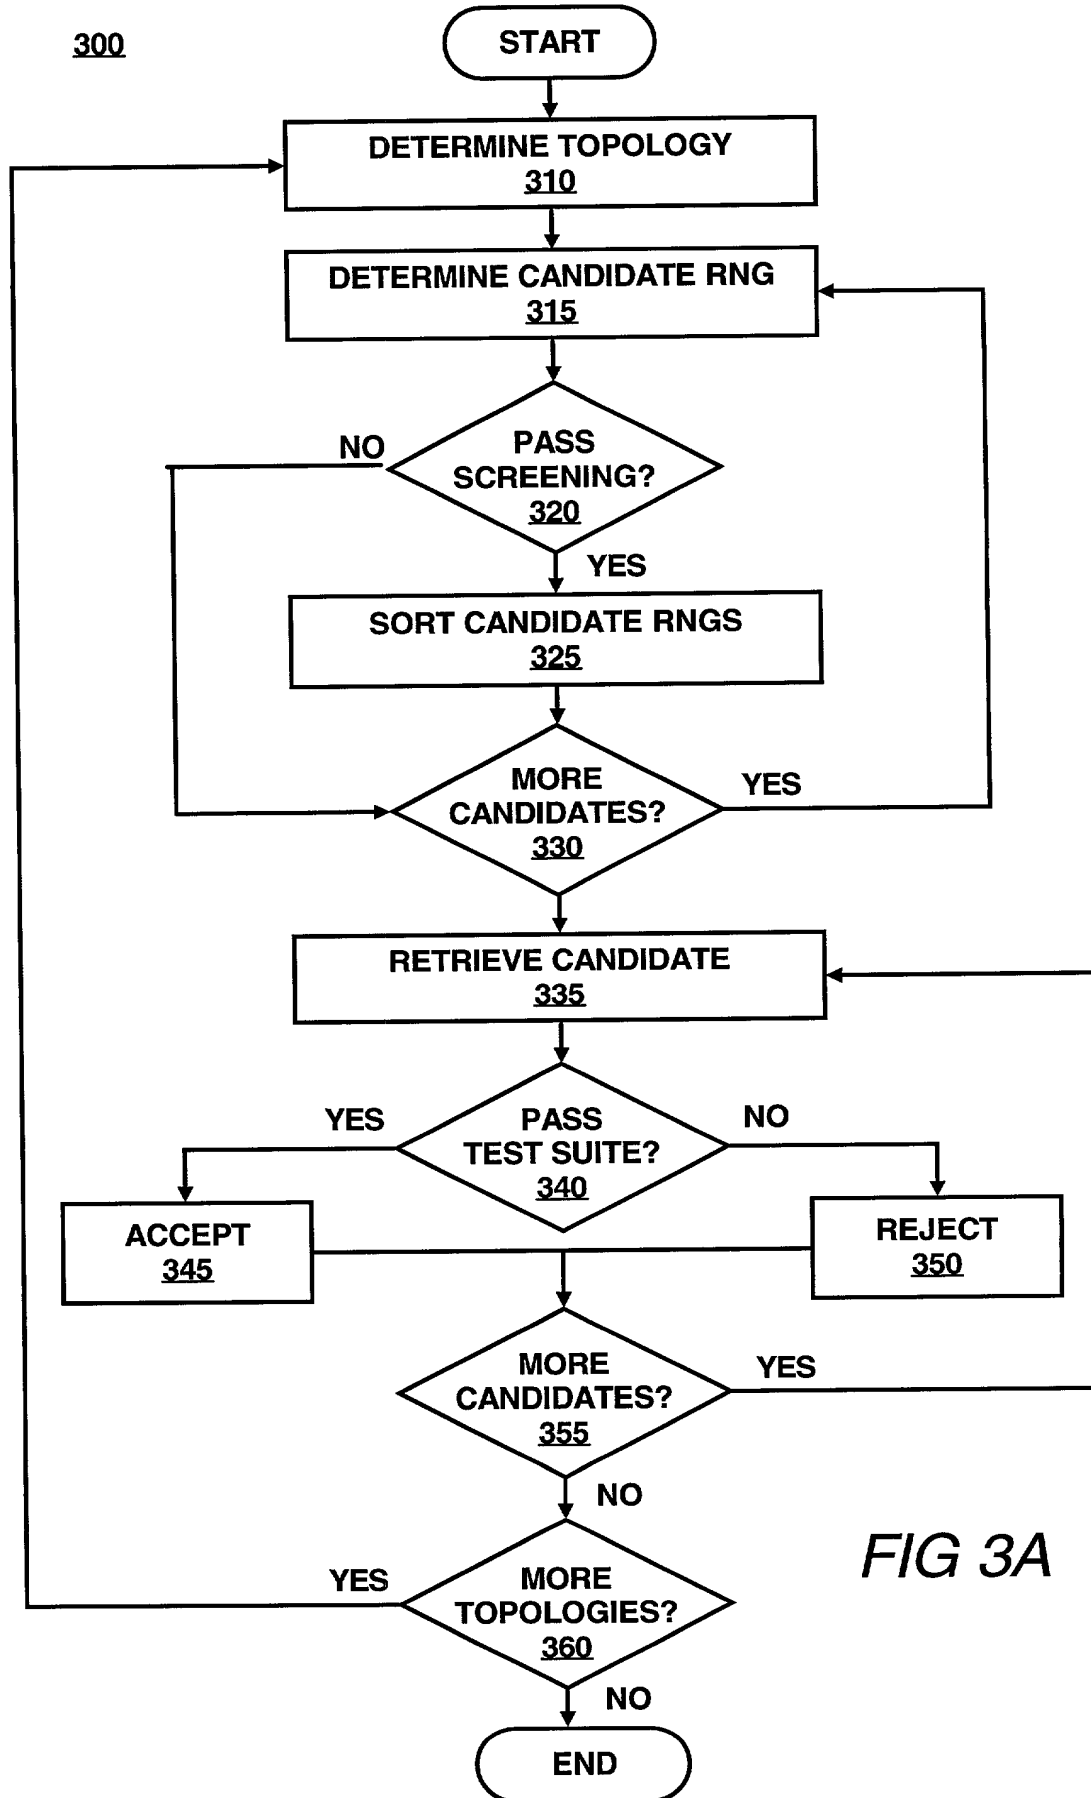 300
START
DETERMINE TOPOLOGY
310
DETERMINE CANDIDATE RNG
315
NO
PASS
SCREENING?
320
YES
SORT CANDIDATE RNGS
325
MORE
CANDIDATES?
330
YES
RETRIEVE CANDIDATE
335
YES
PASS
TEST SUITE?
340
NO
ACCEPT
345
REJECT
350
MORE
CANDIDATES?
355
YES
NO
FIG 3A
YES
MORE
TOPOLOGIES?
360
NO
END